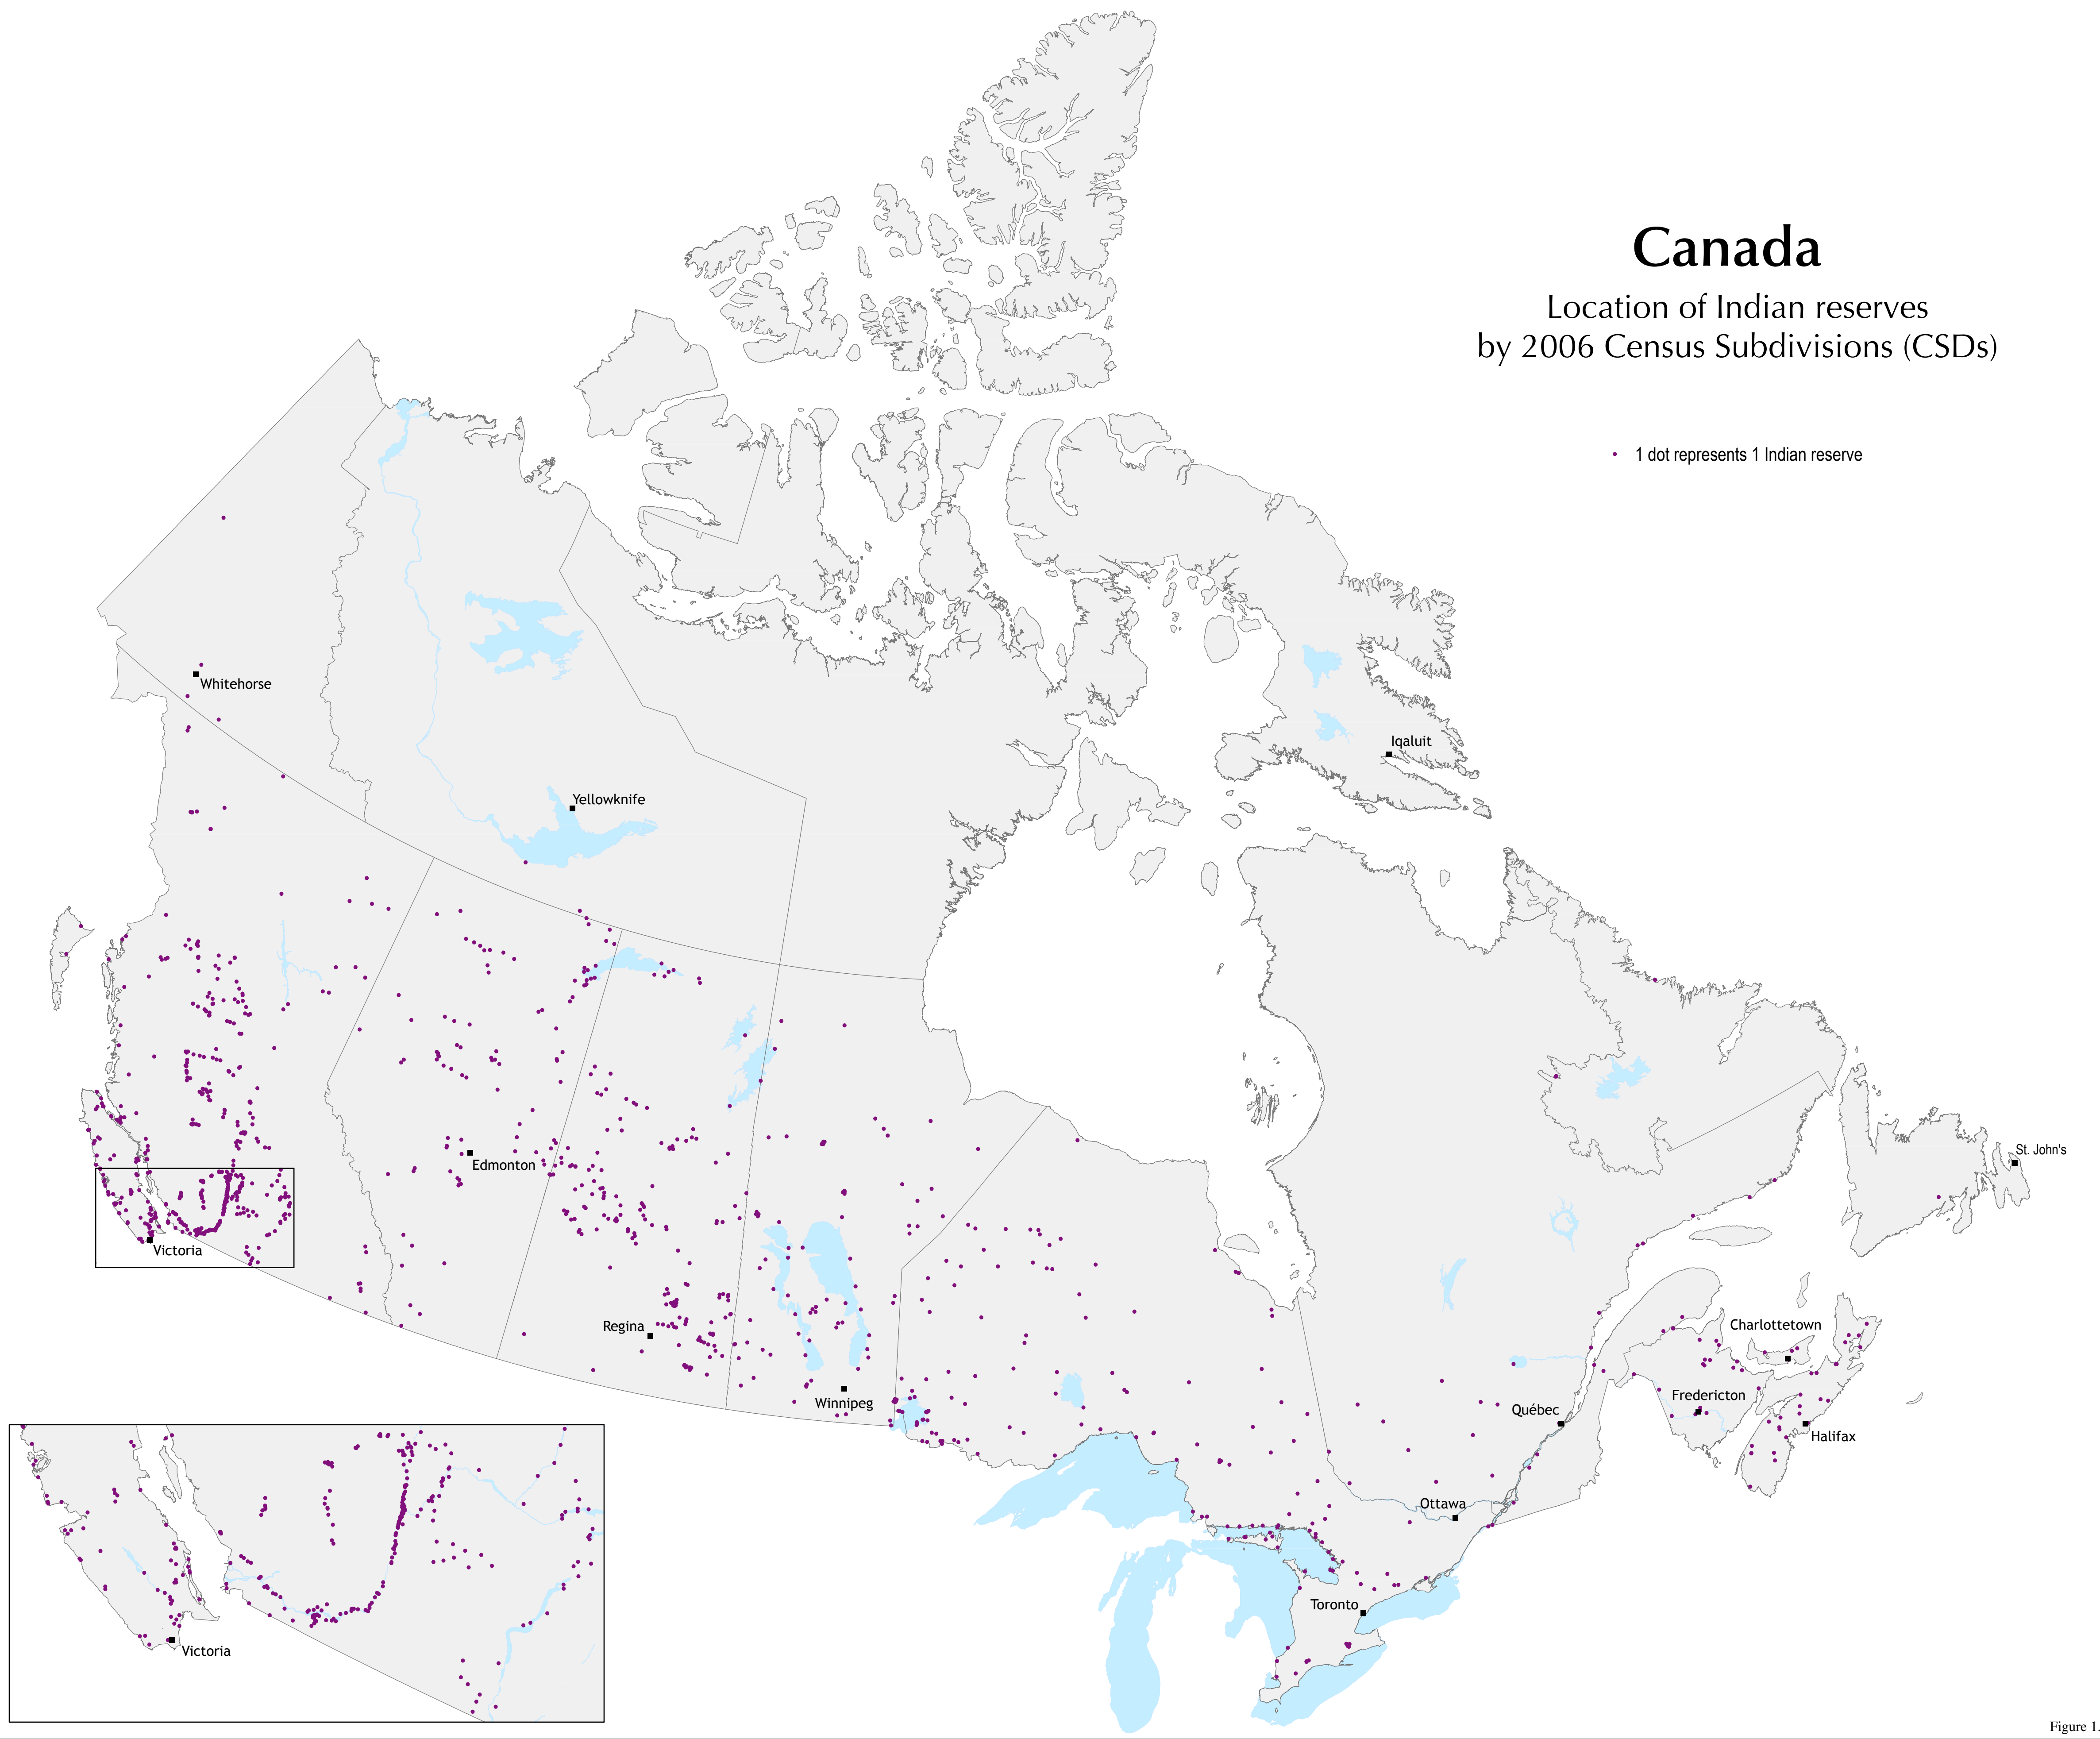 Canada
Location of Indian reserves
by 2006 Census Subdivisions (CSDs)
1 dot represents 1 Indian reserve
Whitehorse
Iqaluit
Yellowknife
St. John's
Edmonton
Victoria
Regina
Charlottetown
Winnipeg
Fredericton
Québec
Halifax
Ottawa
Toronto
Victoria
Figure 1.